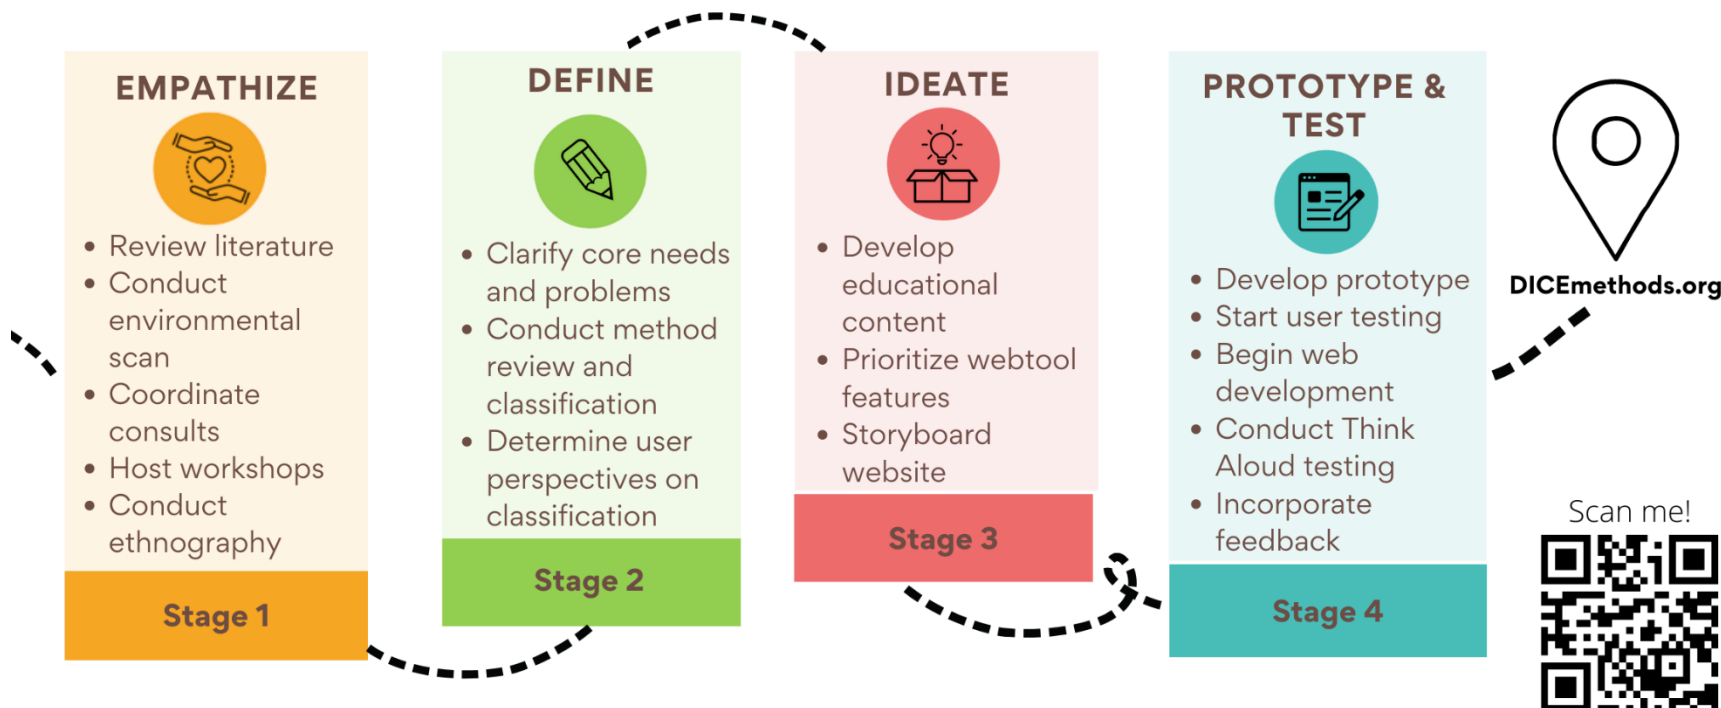 EMPATHIZE
• Review literature
• Conduct
environmental
scan
• Coordinate
consults
• Host workshops
• Conduct
ethnography
Stage 1
DEFINE
• Clarify core needs
and problems
• Conduct method
review and
classification
• Determine user
perspectives on
classification
Stage 2
IDEATE
• Develop
educational
content
• Prioritize webtool
features
• Storyboard
website
Stage 3
PROTOTYPE &
TEST
• Develop prototype
• Start user testing
• Begin web
development
• Conduct Think
Aloud testing
• Incorporate
feedback
Stage 4
DICEmethods.org
Scan me!